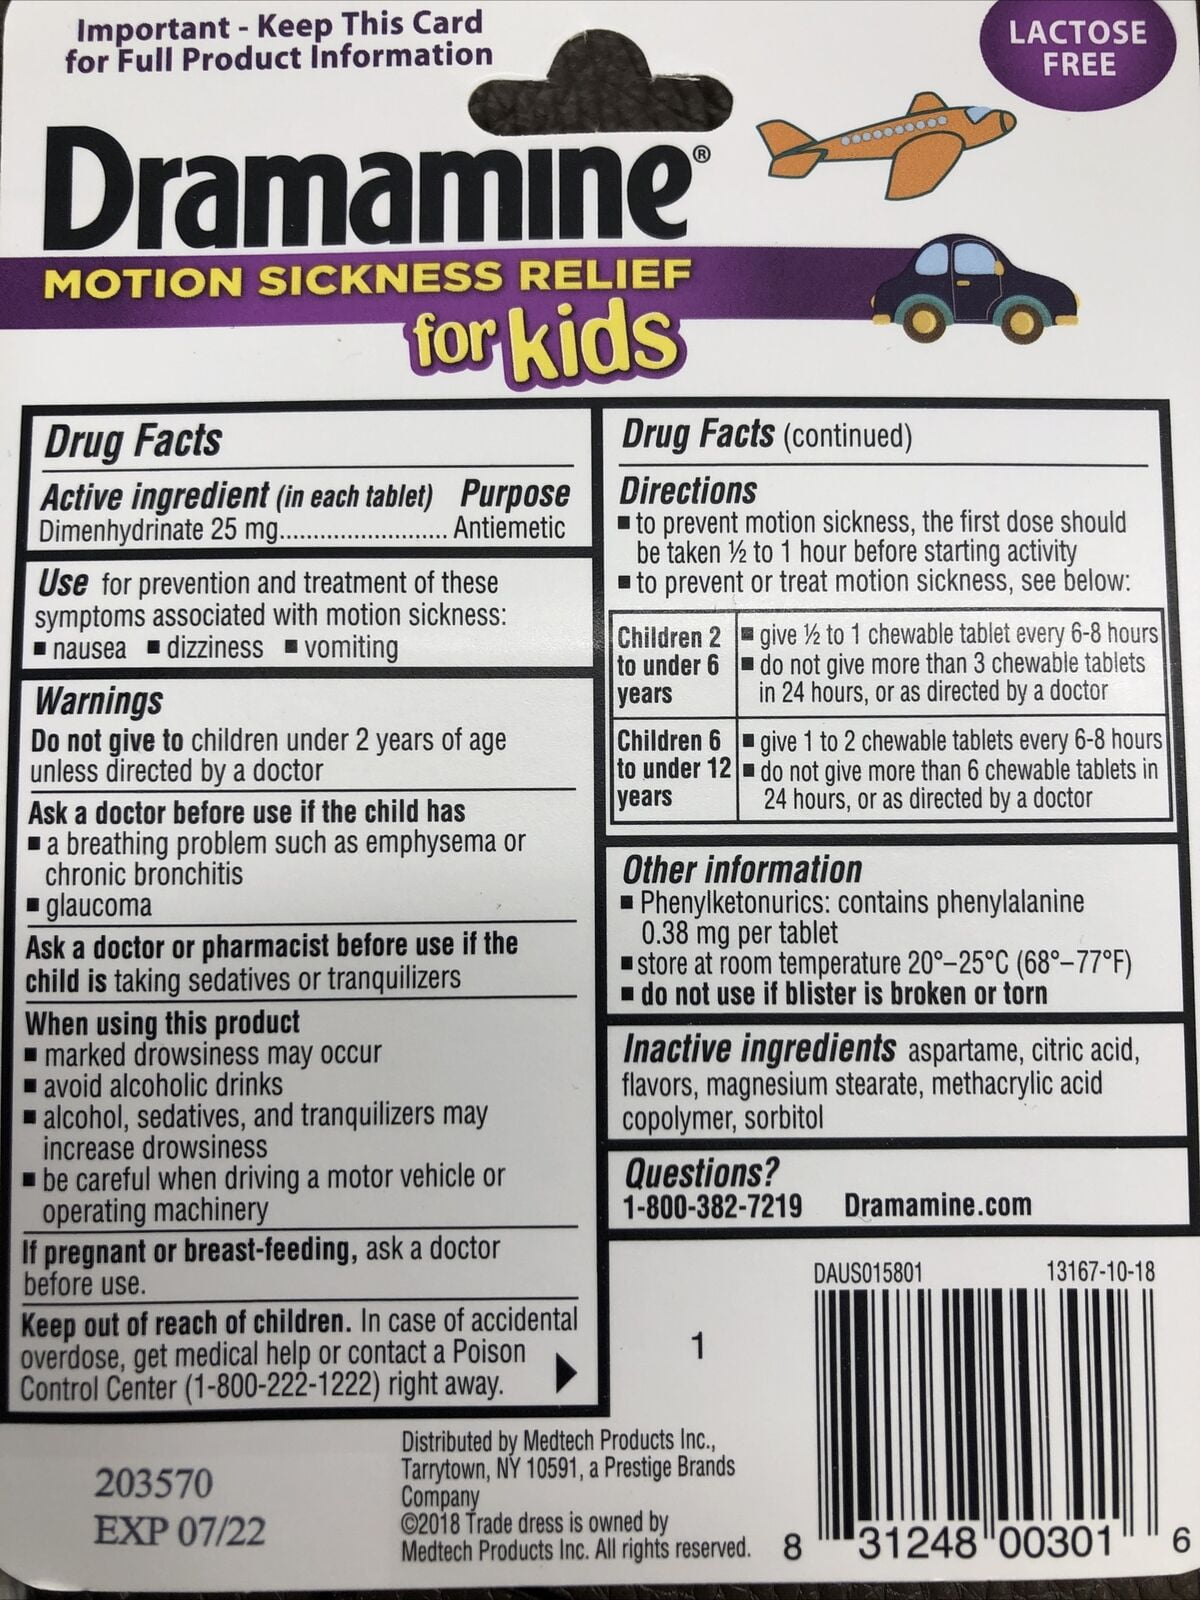 Important - Keep This Card
for Full Product Information
LACTOSE
FREE
Dramamine®
MOTION SICKNESS RELIEF
for kids
Drug Facts
Active ingredient (in each tablet) Purpose
Dimenhydrinate 25 mg......................... Antiemetic
Use for prevention and treatment of these
symptoms associated with motion sickness:
▪ nausea ▪ dizziness ▪ vomiting
Warnings
Do not give to children under 2 years of age
unless directed by a doctor
Ask a doctor before use if the child has
▪ a breathing problem such as emphysema or
chronic bronchitis
▪ glaucoma
Ask a doctor or pharmacist before use if the
child is taking sedatives or tranquilizers
When using this product
▪ marked drowsiness may occur
▪ avoid alcoholic drinks
▪ alcohol, sedatives, and tranquilizers may
increase drowsiness
▪ be careful when driving a motor vehicle or
operating machinery
If pregnant or breast-feeding, ask a doctor
before use.
Keep out of reach of children. In case of accidental
overdose, get medical help or contact a Poison
Control Center (1-800-222-1222) right away.
Drug Facts (continued)
Directions
▪ to prevent motion sickness, the first dose should
be taken ½ to 1 hour before starting activity
▪ to prevent or treat motion sickness, see below:
Children 2
to under 6
years
▪ give ½ to 1 chewable tablet every 6-8 hours
▪ do not give more than 3 chewable tablets
in 24 hours, or as directed by a doctor
Children 6
to under 12
years
▪ give 1 to 2 chewable tablets every 6-8 hours
▪ do not give more than 6 chewable tablets in
24 hours, or as directed by a doctor
Other information
▪ Phenylketonurics: contains phenylalanine
0.38 mg per tablet
▪ store at room temperature 20°–25°C (68°–77°F)
▪ do not use if blister is broken or torn
Inactive ingredients aspartame, citric acid,
flavors, magnesium stearate, methacrylic acid
copolymer, sorbitol
Questions?
1-800-382-7219 Dramamine.com
DAUS015801 13167-10-18
1
8 31248 00301 6
203570
EXP 07/22
Distributed by Medtech Products Inc.,
Tarrytown, NY 10591, a Prestige Brands
Company
©2018 Trade dress is owned by
Medtech Products Inc. All rights reserved.